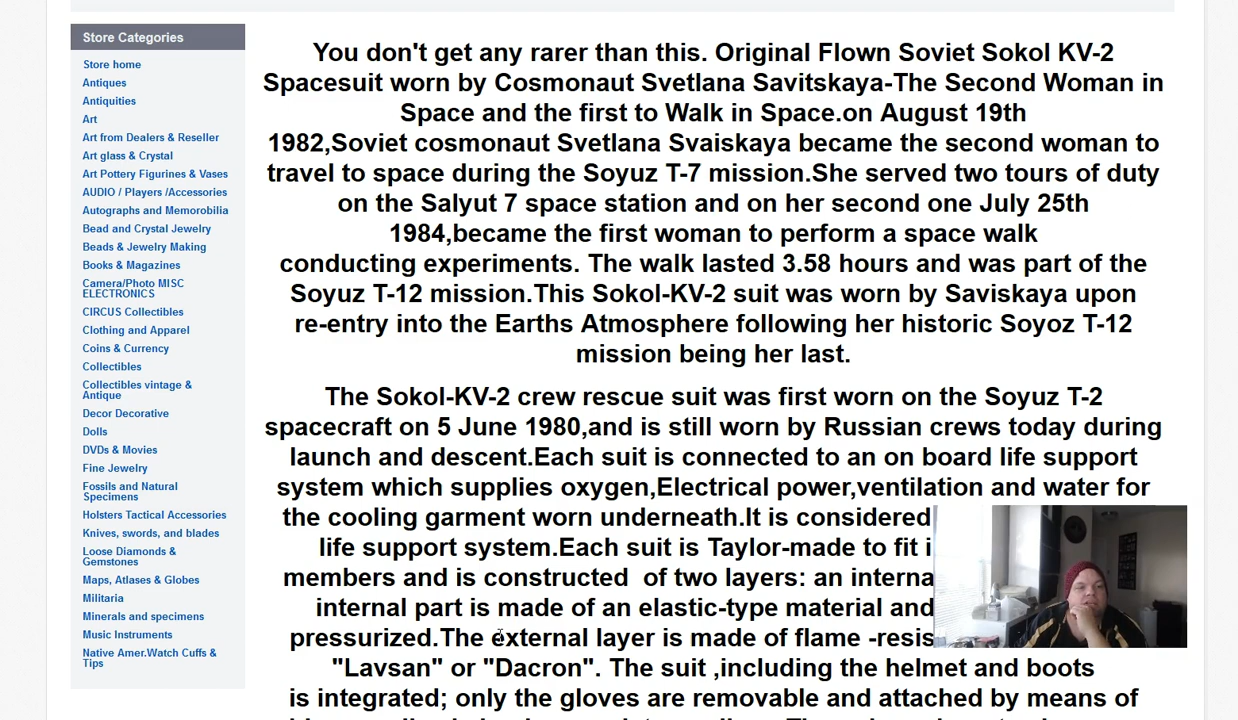 Store Categories
Store home
Antiques
Antiquities
Art
Art from Dealers & Reseller
Art glass & Crystal
Art Pottery Figurines & Vases
AUDIO / Players /Accessories
Autographs and Memorobilia
Bead and Crystal Jewelry
Beads & Jewelry Making
Books & Magazines
Camera/Photo MISC
ELECTRONICS
CIRCUS Collectibles
Clothing and Apparel
Coins & Currency
Collectibles
Collectibles vintage &
Antique
Decor Decorative
Dolls
DVDs & Movies
Fine Jewelry
Fossils and Natural
Specimens
Holsters Tactical Accessories
Knives, swords, and blades
Loose Diamonds &
Gemstones
Maps, Atlases & Globes
Militaria
Minerals and specimens
Music Instruments
Native Amer.Watch Cuffs &
Tips
You don't get any rarer than this. Original Flown Soviet Sokol KV-2
Spacesuit worn by Cosmonaut Svetlana Savitskaya-The Second Woman in
Space and the first to Walk in Space.on August 19th
1982,Soviet cosmonaut Svetlana Svaiskaya became the second woman to
travel to space during the Soyuz T-7 mission.She served two tours of duty
on the Salyut 7 space station and on her second one July 25th
1984,became the first woman to perform a space walk
conducting experiments. The walk lasted 3.58 hours and was part of the
Soyuz T-12 mission.This Sokol-KV-2 suit was worn by Saviskaya upon
re-entry into the Earths Atmosphere following her historic Soyoz T-12
mission being her last.
The Sokol-KV-2 crew rescue suit was first worn on the Soyuz T-2
spacecraft on 5 June 1980,and is still worn by Russian crews today during
launch and descent.Each suit is connected to an on board life support
system which supplies oxygen,Electrical power,ventilation and water for
the cooling garment worn underneath.It is considered
life support system.Each suit is Taylor-made to fit i
members and is constructed of two layers: an interna
internal part is made of an elastic-type material and
pressurized.The external layer is made of flame -resis
"Lavsan" or "Dacron". The suit ,including the helmet and boots
is integrated; only the gloves are removable and attached by means of